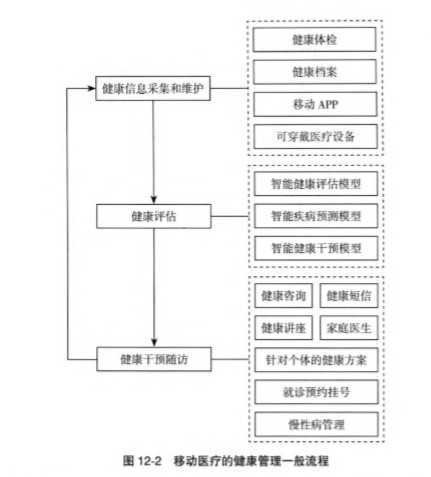 健康体检
健康档案
健康信息采集和维护
移动 APP
可穿戴医疗设备
智能健康评估模型
健康评估
智能疾病预测模型
智能健康干预模型
健康咨询 健康短信
健康讲座 家庭医生
健康干预随访
针对个体的健康方案
就诊预约挂号
慢性病管理
图 12-2 移动医疗的健康管理一般流程